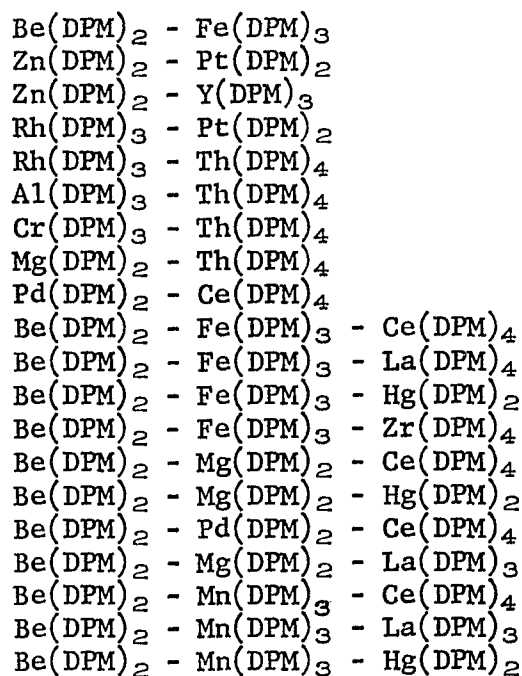 Be(DPM)₂ - Fe(DPM)₃
Zn(DPM)₂ - Pt(DPM)₂
Zn(DPM)₂ - Y(DPM)₃
Rh(DPM)₃ - Pt(DPM)₂
Rh(DPM)₃ - Th(DPM)₄
Al(DPM)₃ - Th(DPM)₄
Cr(DPM)₃ - Th(DPM)₄
Mg(DPM)₂ - Th(DPM)₄
Pd(DPM)₂ - Ce(DPM)₄
Be(DPM)₂ - Fe(DPM)₃ - Ce(DPM)₄
Be(DPM)₂ - Fe(DPM)₃ - La(DPM)₄
Be(DPM)₂ - Fe(DPM)₃ - Hg(DPM)₂
Be(DPM)₂ - Fe(DPM)₃ - Zr(DPM)₄
Be(DPM)₂ - Mg(DPM)₂ - Ce(DPM)₄
Be(DPM)₂ - Mg(DPM)₂ - Hg(DPM)₂
Be(DPM)₂ - Pd(DPM)₂ - Ce(DPM)₄
Be(DPM)₂ - Mg(DPM)₂ - La(DPM)₃
Be(DPM)₂ - Mn(DPM)₃ - Ce(DPM)₄
Be(DPM)₂ - Mn(DPM)₃ - La(DPM)₃
Be(DPM)₂ - Mn(DPM)₃ - Hg(DPM)₂